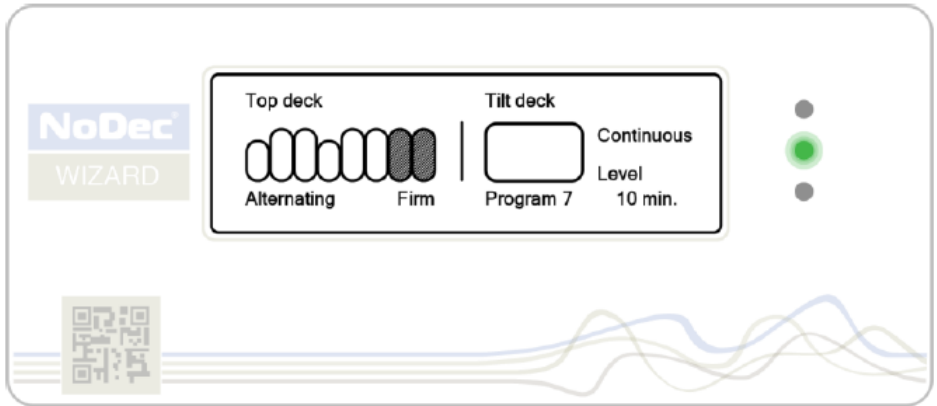 NoDec
WIZARD
Top deck
Alternating Firm
Tilt deck
Continuous
Level
Program 7 10 min.